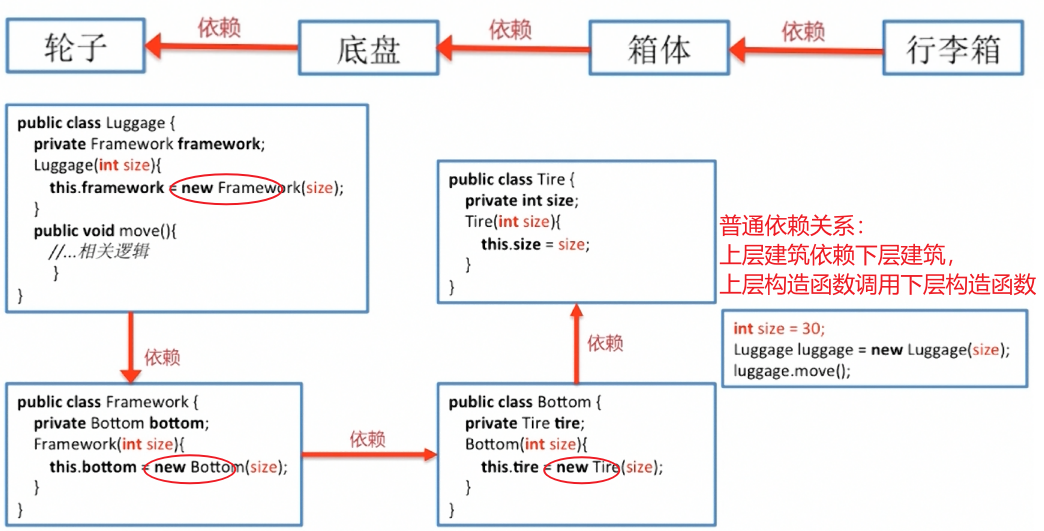 轮子
依赖
底盘
依赖
箱体
依赖
行李箱
public class Luggage {
private Framework framework;
Luggage(int size){
this.framework = new Framework(size);
}
public void move(){
//...相关逻辑
}
}
依赖
public class Framework {
private Bottom bottom;
Framework(int size){
this.bottom = new Bottom(size);
}
}
依赖
public class Bottom {
private Tire tire;
Bottom(int size){
this.tire = new Tire(size);
}
}
依赖
public class Tire {
private int size;
Tire(int size){
this.size = size;
}
}
普通依赖关系：
上层建筑依赖下层建筑，
上层构造函数调用下层构造函数
int size = 30;
Luggage luggage = new Luggage(size);
luggage.move();